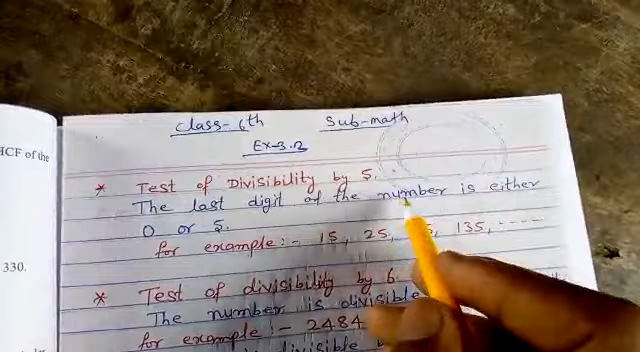 Class-6th Sub-math
Ex-3.2
HCF of the
* Test of Divisibility by 5.
The last digit of the number is either
0 or 5.
for example:- 15, 25, 135, -----
330.
* Test of divisibility by 6.
The number is divisible
for example:- 2484
divisible